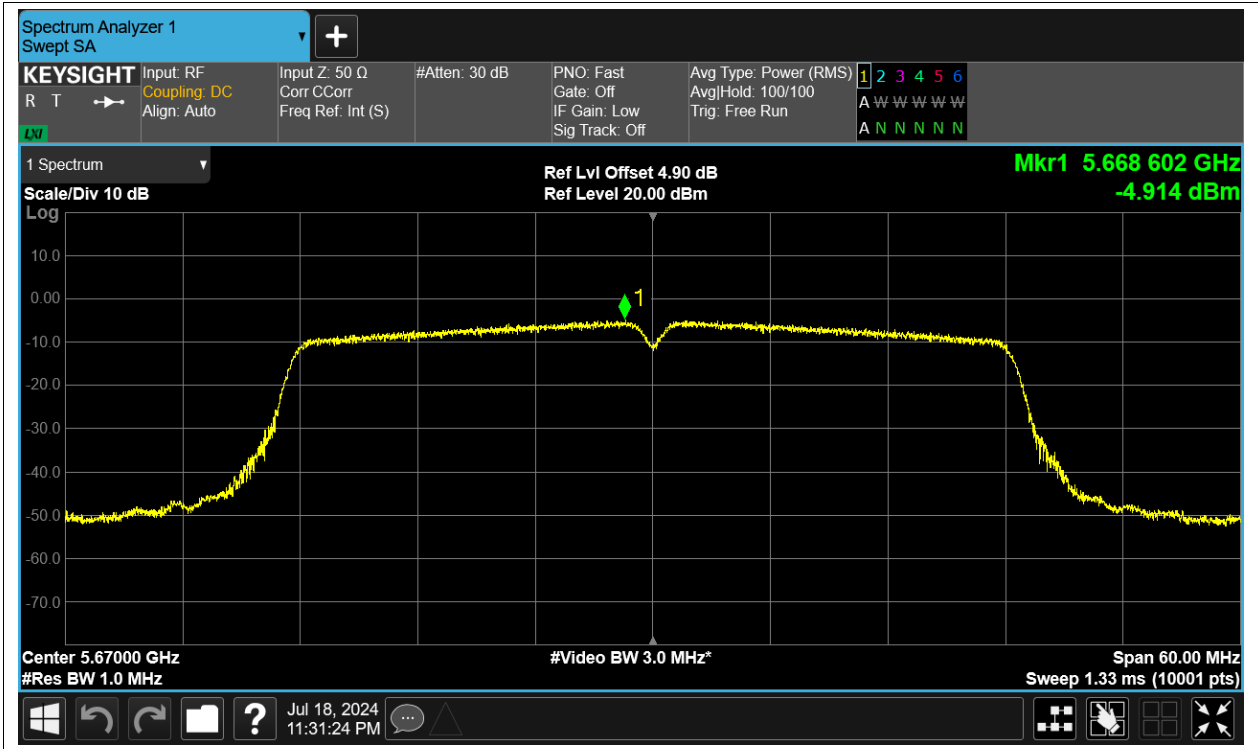 Spectrum Analyzer 1
Swept SA
KEYSIGHT
R T
LXI
Input: RF
Coupling: DC
Align: Auto
Input Z: 50 Ω
Corr CCorr
Freq Ref: Int (S)
#Atten: 30 dB
PNO: Fast
Gate: Off
IF Gain: Low
Sig Track: Off
Avg Type: Power (RMS)
Avg|Hold: 100/100
Trig: Free Run
1 2 3 4 5 6
A W W W W W
A N N N N N
1 Spectrum
Scale/Div 10 dB
Log
Ref Lvl Offset 4.90 dB
Ref Level 20.00 dBm
Mkr1 5.668 602 GHz
-4.914 dBm
10.0
0.00
-10.0
-20.0
-30.0
-40.0
-50.0
-60.0
-70.0
1
Center 5.67000 GHz
#Res BW 1.0 MHz
#Video BW 3.0 MHz*
Span 60.00 MHz
Sweep 1.33 ms (10001 pts)
?
Jul 18, 2024
11:31:24 PM